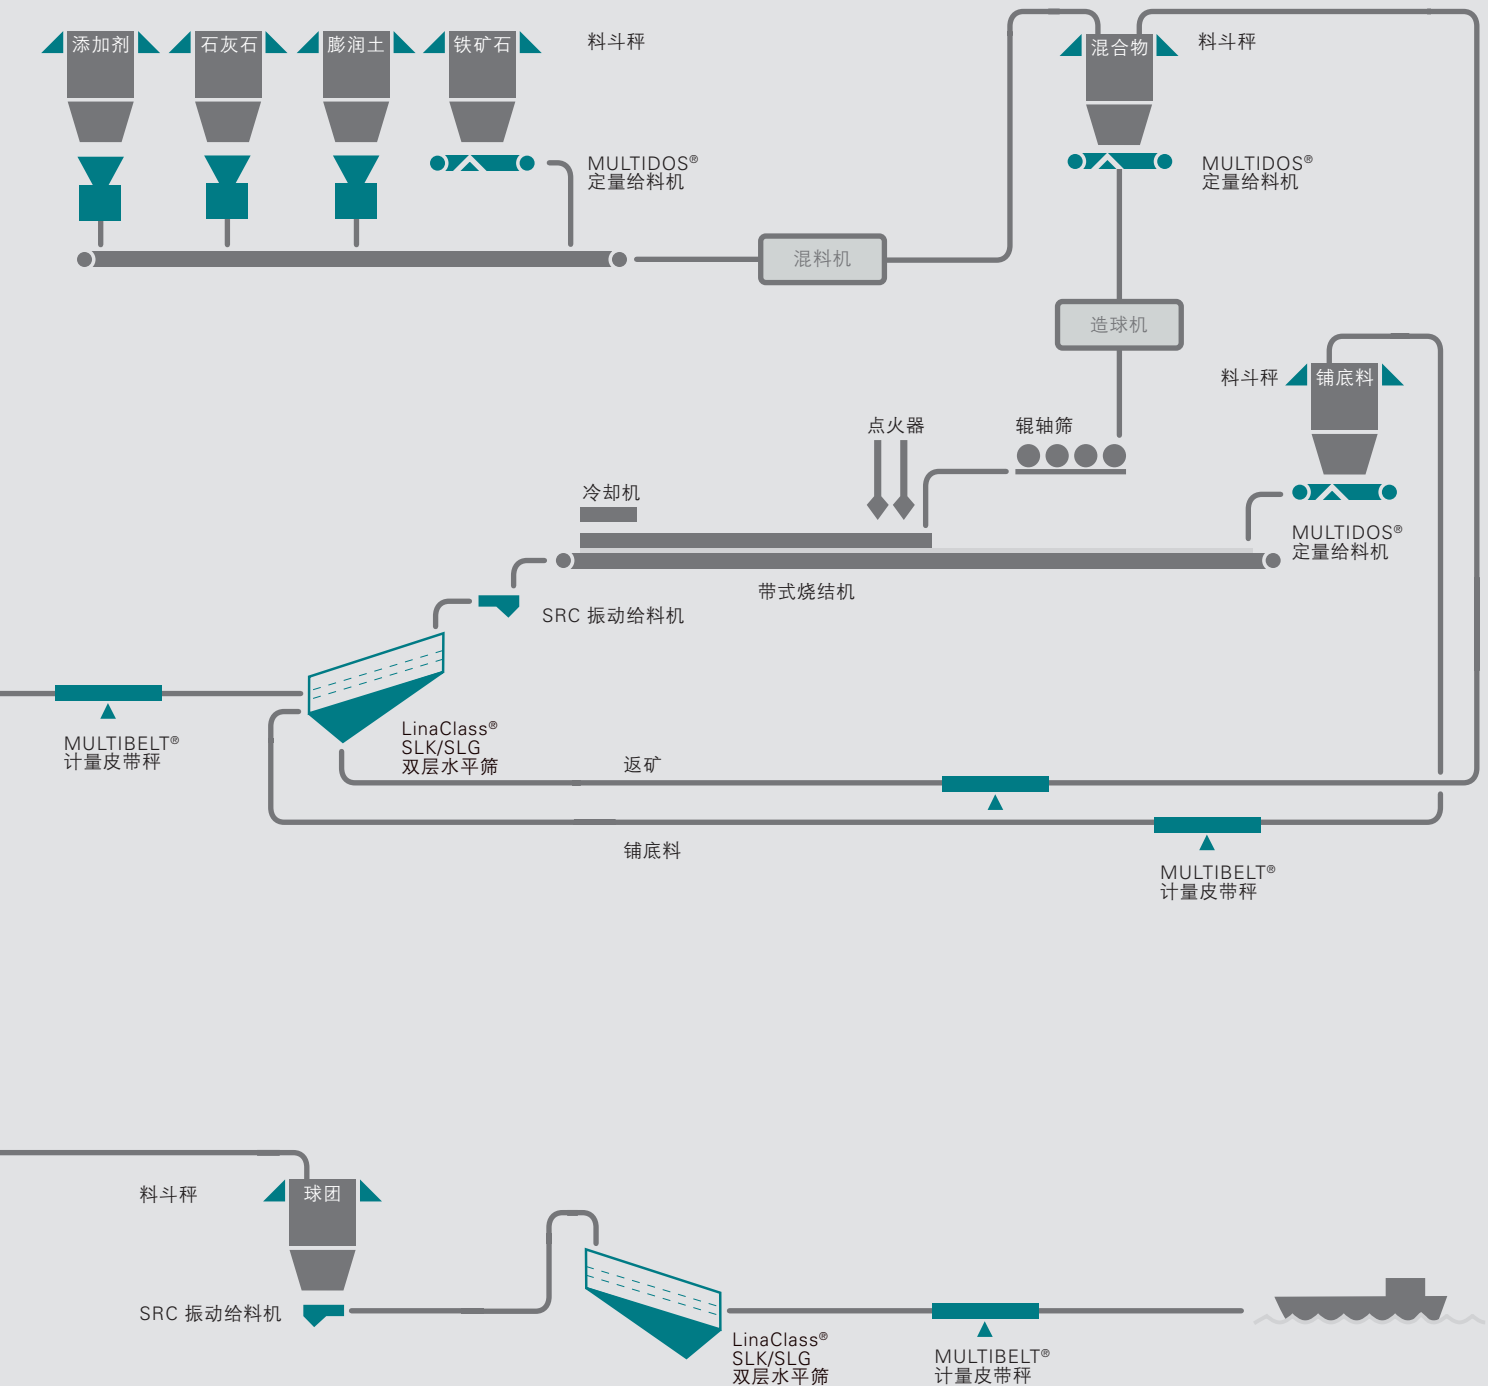 添加剂
石灰石
膨润土
铁矿石
料斗秤
混合物
料斗秤
MULTIDOS®
定量给料机
MULTIDOS®
定量给料机
混料机
造球机
料斗秤
铺底料
点火器
辊轴筛
冷却机
MULTIDOS®
定量给料机
带式烧结机
SRC 振动给料机
LinaClass®
SLK/SLG
双层水平筛
MULTIBELT®
计量皮带秤
返矿
铺底料
MULTIBELT®
计量皮带秤
料斗秤
球团
SRC 振动给料机
LinaClass®
SLK/SLG
双层水平筛
MULTIBELT®
计量皮带秤